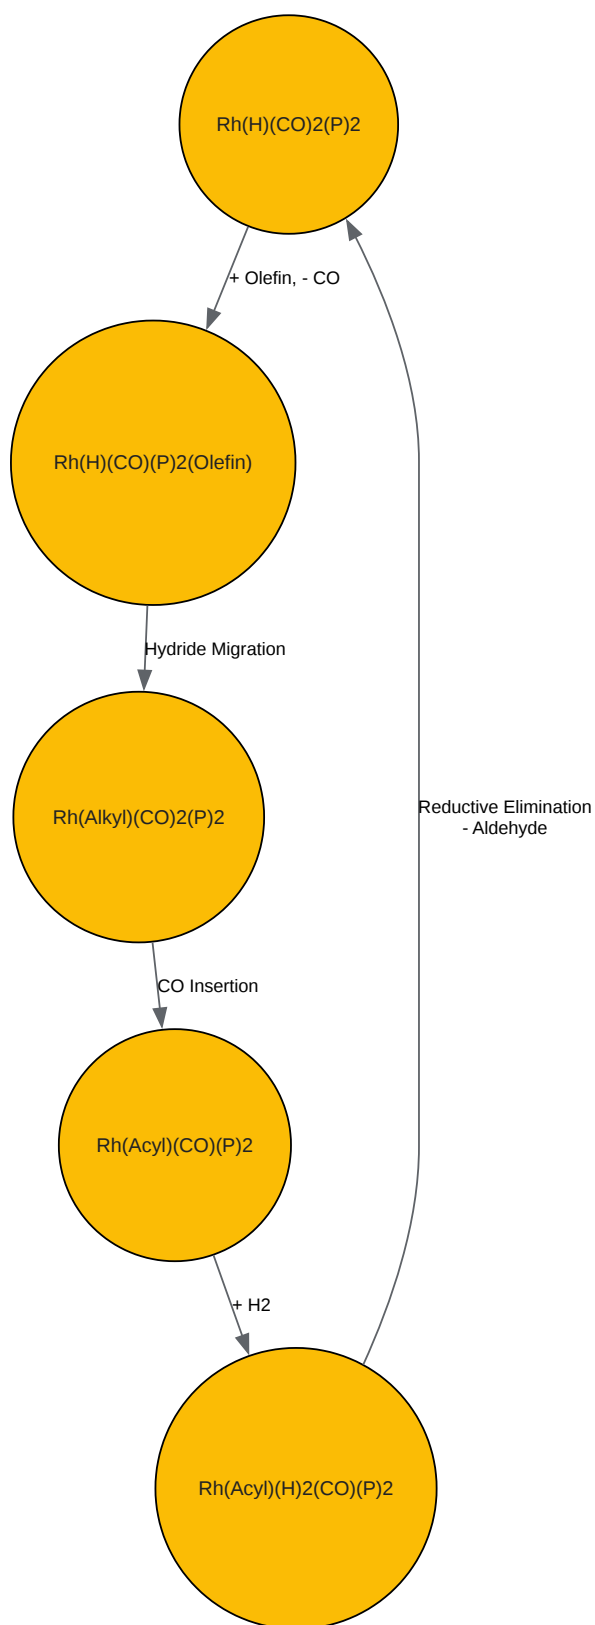 Rh(H)(CO)2(P)2
+ Olefin, - CO
Rh(H)(CO)(P)2(Olefin)
Hydride Migration
Rh(Alkyl)(CO)2(P)2
Reductive Elimination
- Aldehyde
CO Insertion
Rh(Acyl)(CO)(P)2
+ H2
Rh(Acyl)(H)2(CO)(P)2